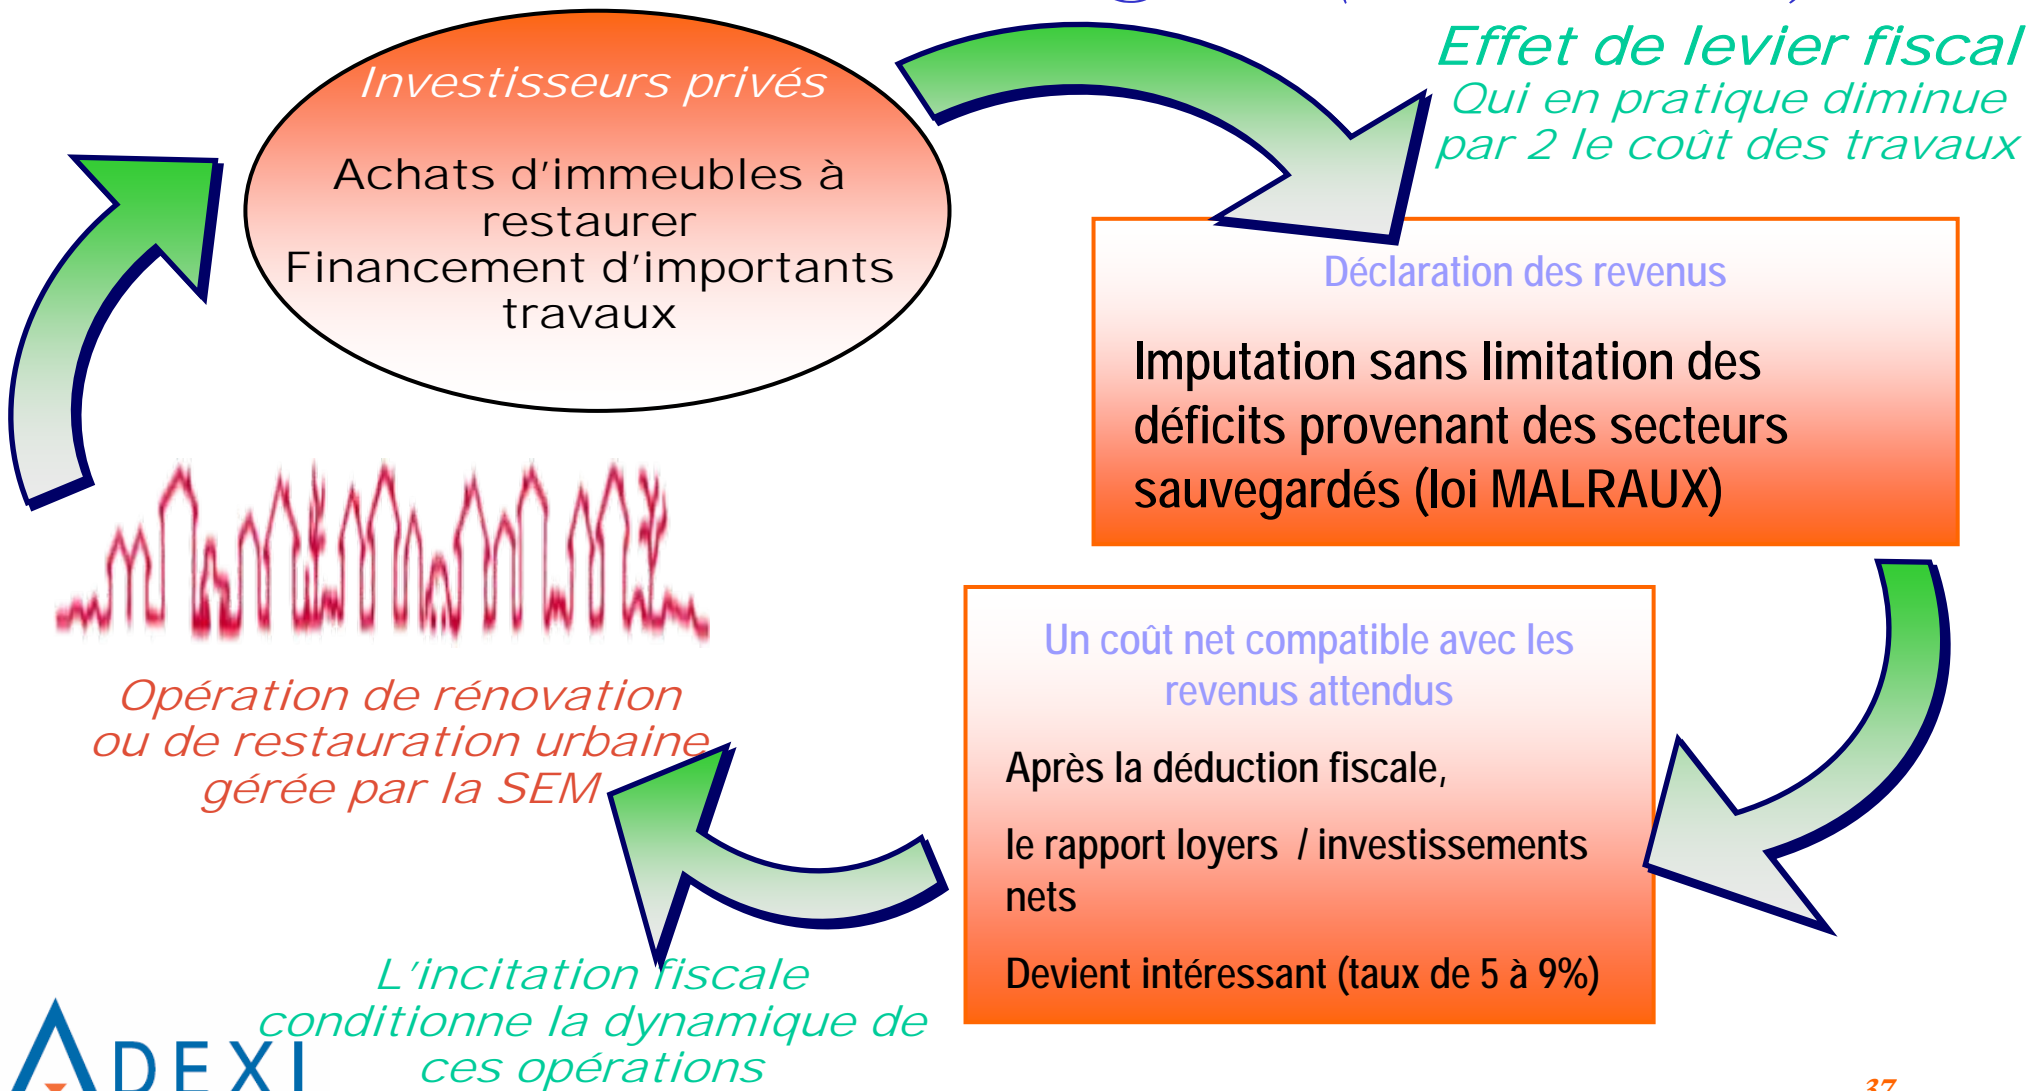 Effet de levier fiscal
Qui en pratique diminue
par 2 le coût des travaux
Investisseurs privés
Achats d'immeubles à
restaurer
Financement d'importants
travaux
Déclaration des revenus
Imputation sans limitation des
déficits provenant des secteurs
sauvegardés (loi MALRAUX)
Un coût net compatible avec les
revenus attendus
Après la déduction fiscale,
le rapport loyers / investissements
nets
Devient intéressant (taux de 5 à 9%)
Opération de rénovation
ou de restauration urbaine
gérée par la SEM
L'incitation fiscale
conditionne la dynamique de
ces opérations
ADEXI
37